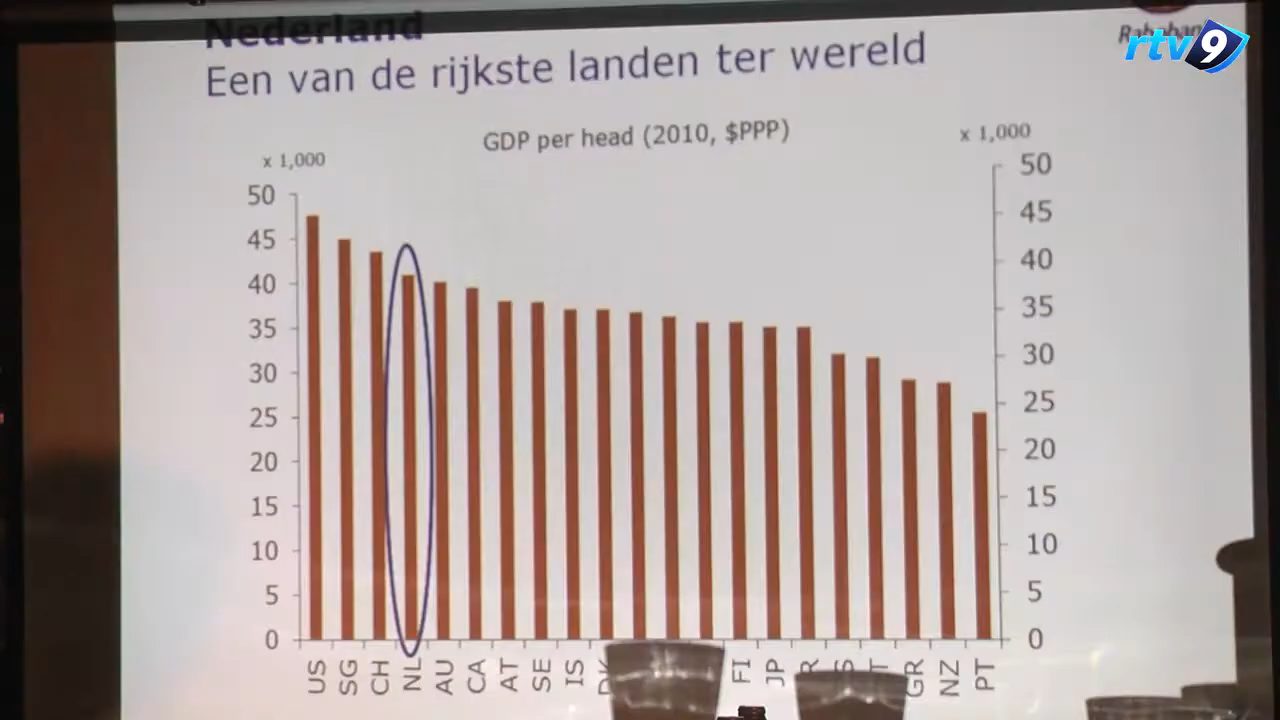 Nederland
Een van de rijkste landen ter wereld
Rabobank
rtv9
GDP per head (2010, $PPP)
x 1,000
x 1,000
50
45
40
35
30
25
20
15
10
5
0
50
45
40
35
30
25
20
15
10
5
0
US SG CH NL AU CA AT SE IS DK FI JP GR NZ PT